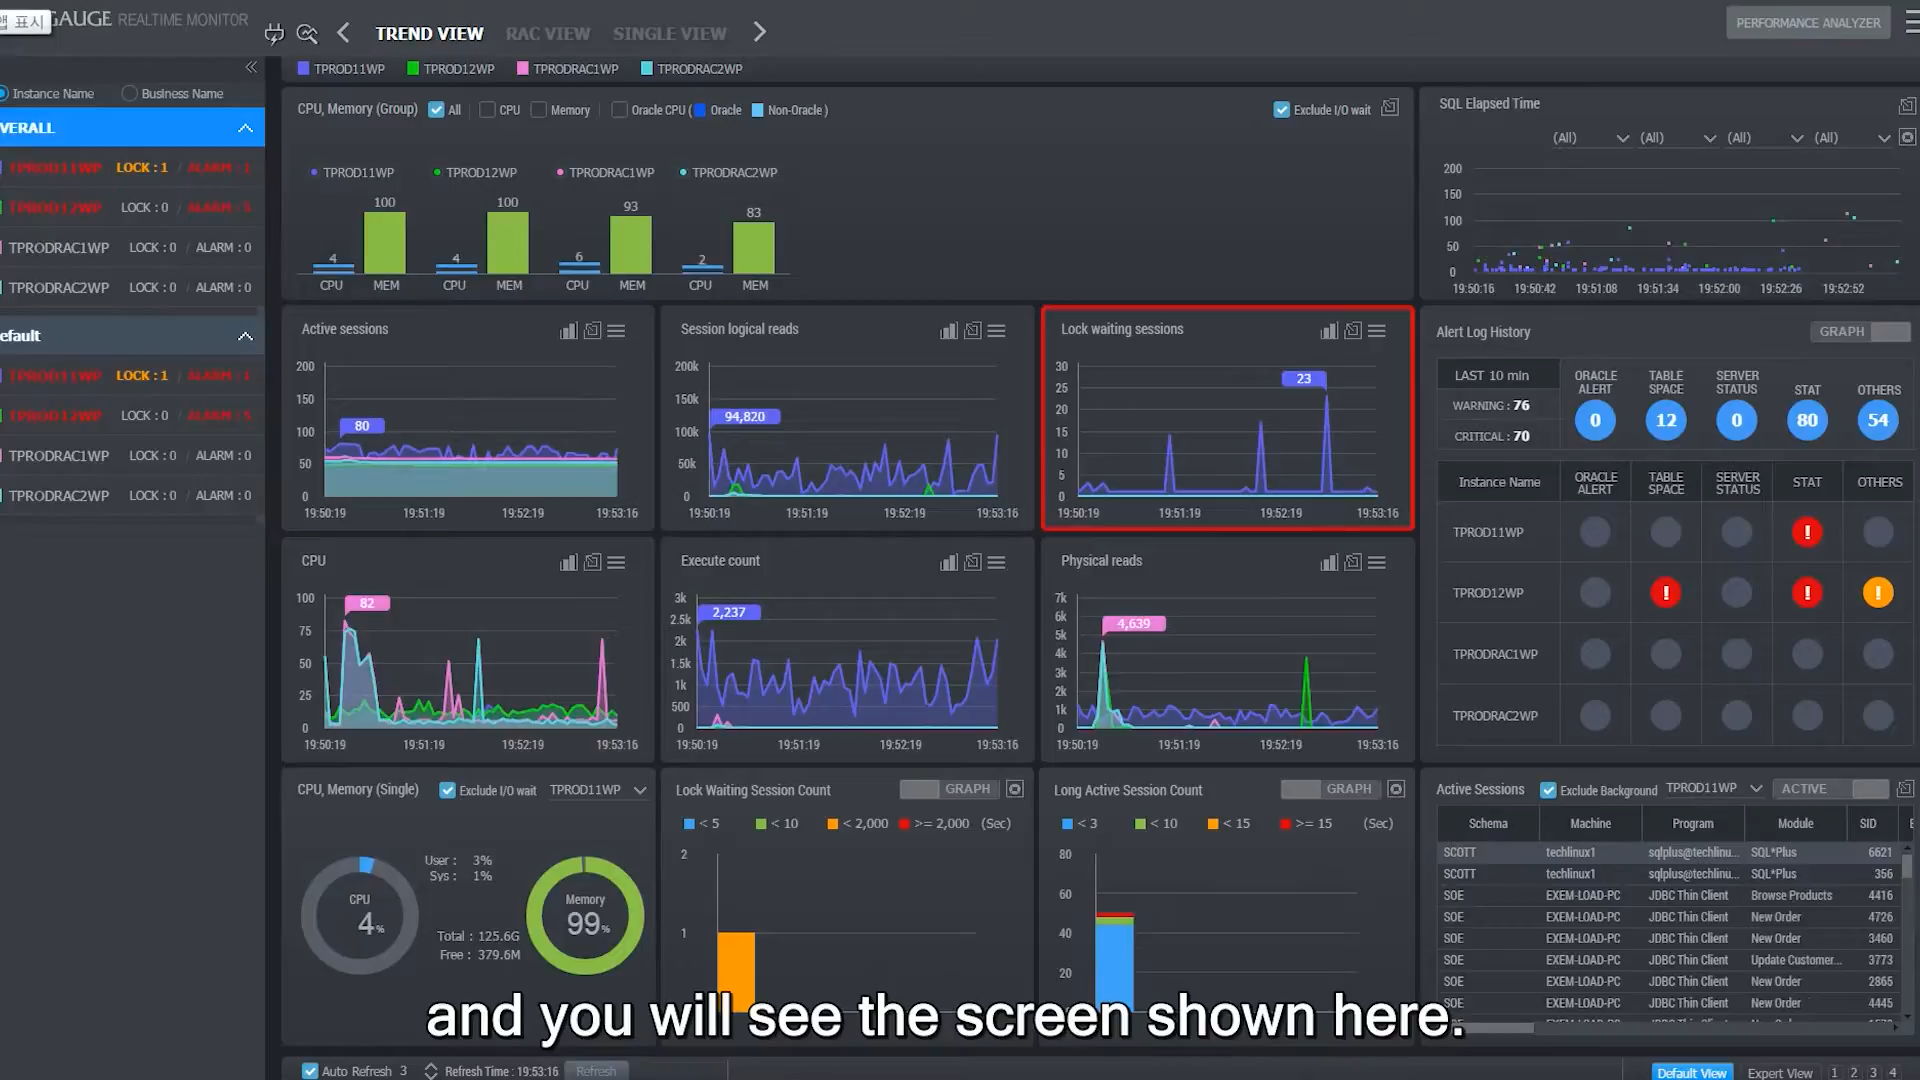 앱 표시
GAUGE REALTIME MONITOR
TREND VIEW RAC VIEW SINGLE VIEW
PERFORMANCE ANALYZER
Instance Name Business Name
VERALL
TPROD11WP LOCK : 1 / ALARM : 1
TPROD12WP LOCK : 0 / ALARM : 5
TPRODRAC1WP LOCK : 0 / ALARM : 0
TPRODRAC2WP LOCK : 0 / ALARM : 0
efault
TPROD11WP LOCK : 1 / ALARM : 1
TPROD12WP LOCK : 0 / ALARM : 5
TPRODRAC1WP LOCK : 0 / ALARM : 0
TPRODRAC2WP LOCK : 0 / ALARM : 0
TPROD11WP TPROD12WP TPRODRAC1WP TPRODRAC2WP
CPU, Memory (Group) All CPU Memory Oracle CPU ( Oracle Non-Oracle ) Exclude I/O wait
TPROD11WP TPROD12WP TPRODRAC1WP TPRODRAC2WP
100 100 93 83
4 4 6 2
CPU MEM CPU MEM CPU MEM CPU MEM
SQL Elapsed Time
(All) (All) (All) (All)
200
150
100
50
0
19:50:16 19:50:42 19:51:08 19:51:34 19:52:00 19:52:26 19:52:52
Active sessions
200
150
100
50
0
80
19:50:19 19:51:19 19:52:19 19:53:16
Session logical reads
200k
150k
100k
50k
0
94,820
19:50:19 19:51:19 19:52:19 19:53:16
Lock waiting sessions
30
25
20
15
10
5
0
23
19:50:19 19:51:19 19:52:19 19:53:16
Alert Log History GRAPH
LAST 10 min ORACLE ALERT TABLE SPACE SERVER STATUS STAT OTHERS
WARNING : 76
CRITICAL : 70
0 12 0 80 54
Instance Name ORACLE ALERT TABLE SPACE SERVER STATUS STAT OTHERS
TPROD11WP !
TPROD12WP ! ! !
TPRODRAC1WP
TPRODRAC2WP
CPU
100
75
50
25
0
82
19:50:19 19:51:19 19:52:19 19:53:16
Execute count
3k
2.5k
2k
1.5k
1k
500
0
2,237
19:50:19 19:51:19 19:52:19 19:53:16
Physical reads
7k
6k
5k
4k
3k
2k
1k
0
4,639
19:50:19 19:51:19 19:52:19 19:53:16
CPU, Memory (Single) Exclude I/O wait TPROD11WP
User : 3%
Sys : 1%
CPU
4%
Memory
99%
Total : 125.6G
Free : 379.6M
Lock Waiting Session Count GRAPH
< 5 < 10 < 2,000 >= 2,000 (Sec)
2
1
Long Active Session Count GRAPH
< 3 < 10 < 15 >= 15 (Sec)
80
60
40
20
Active Sessions Exclude Background TPROD11WP ACTIVE
Schema Machine Program Module SID
SCOTT techlinux1 sqlplus@techlinu... SQL*Plus 6621
SCOTT techlinux1 sqlplus@techlinu... SQL*Plus 356
SOE EXEM-LOAD-PC JDBC Thin Client Browse Products 4416
SOE EXEM-LOAD-PC JDBC Thin Client New Order 4726
SOE EXEM-LOAD-PC JDBC Thin Client New Order 3460
SOE EXEM-LOAD-PC JDBC Thin Client Update Customer... 3773
SOE EXEM-LOAD-PC JDBC Thin Client New Order 2865
SOE EXEM-LOAD-PC JDBC Thin Client New Order 4445
and you will see the screen shown here.
Auto Refresh 3 Refresh Time : 19:53:16 Refresh
Default View Expert View 1 2 3 4